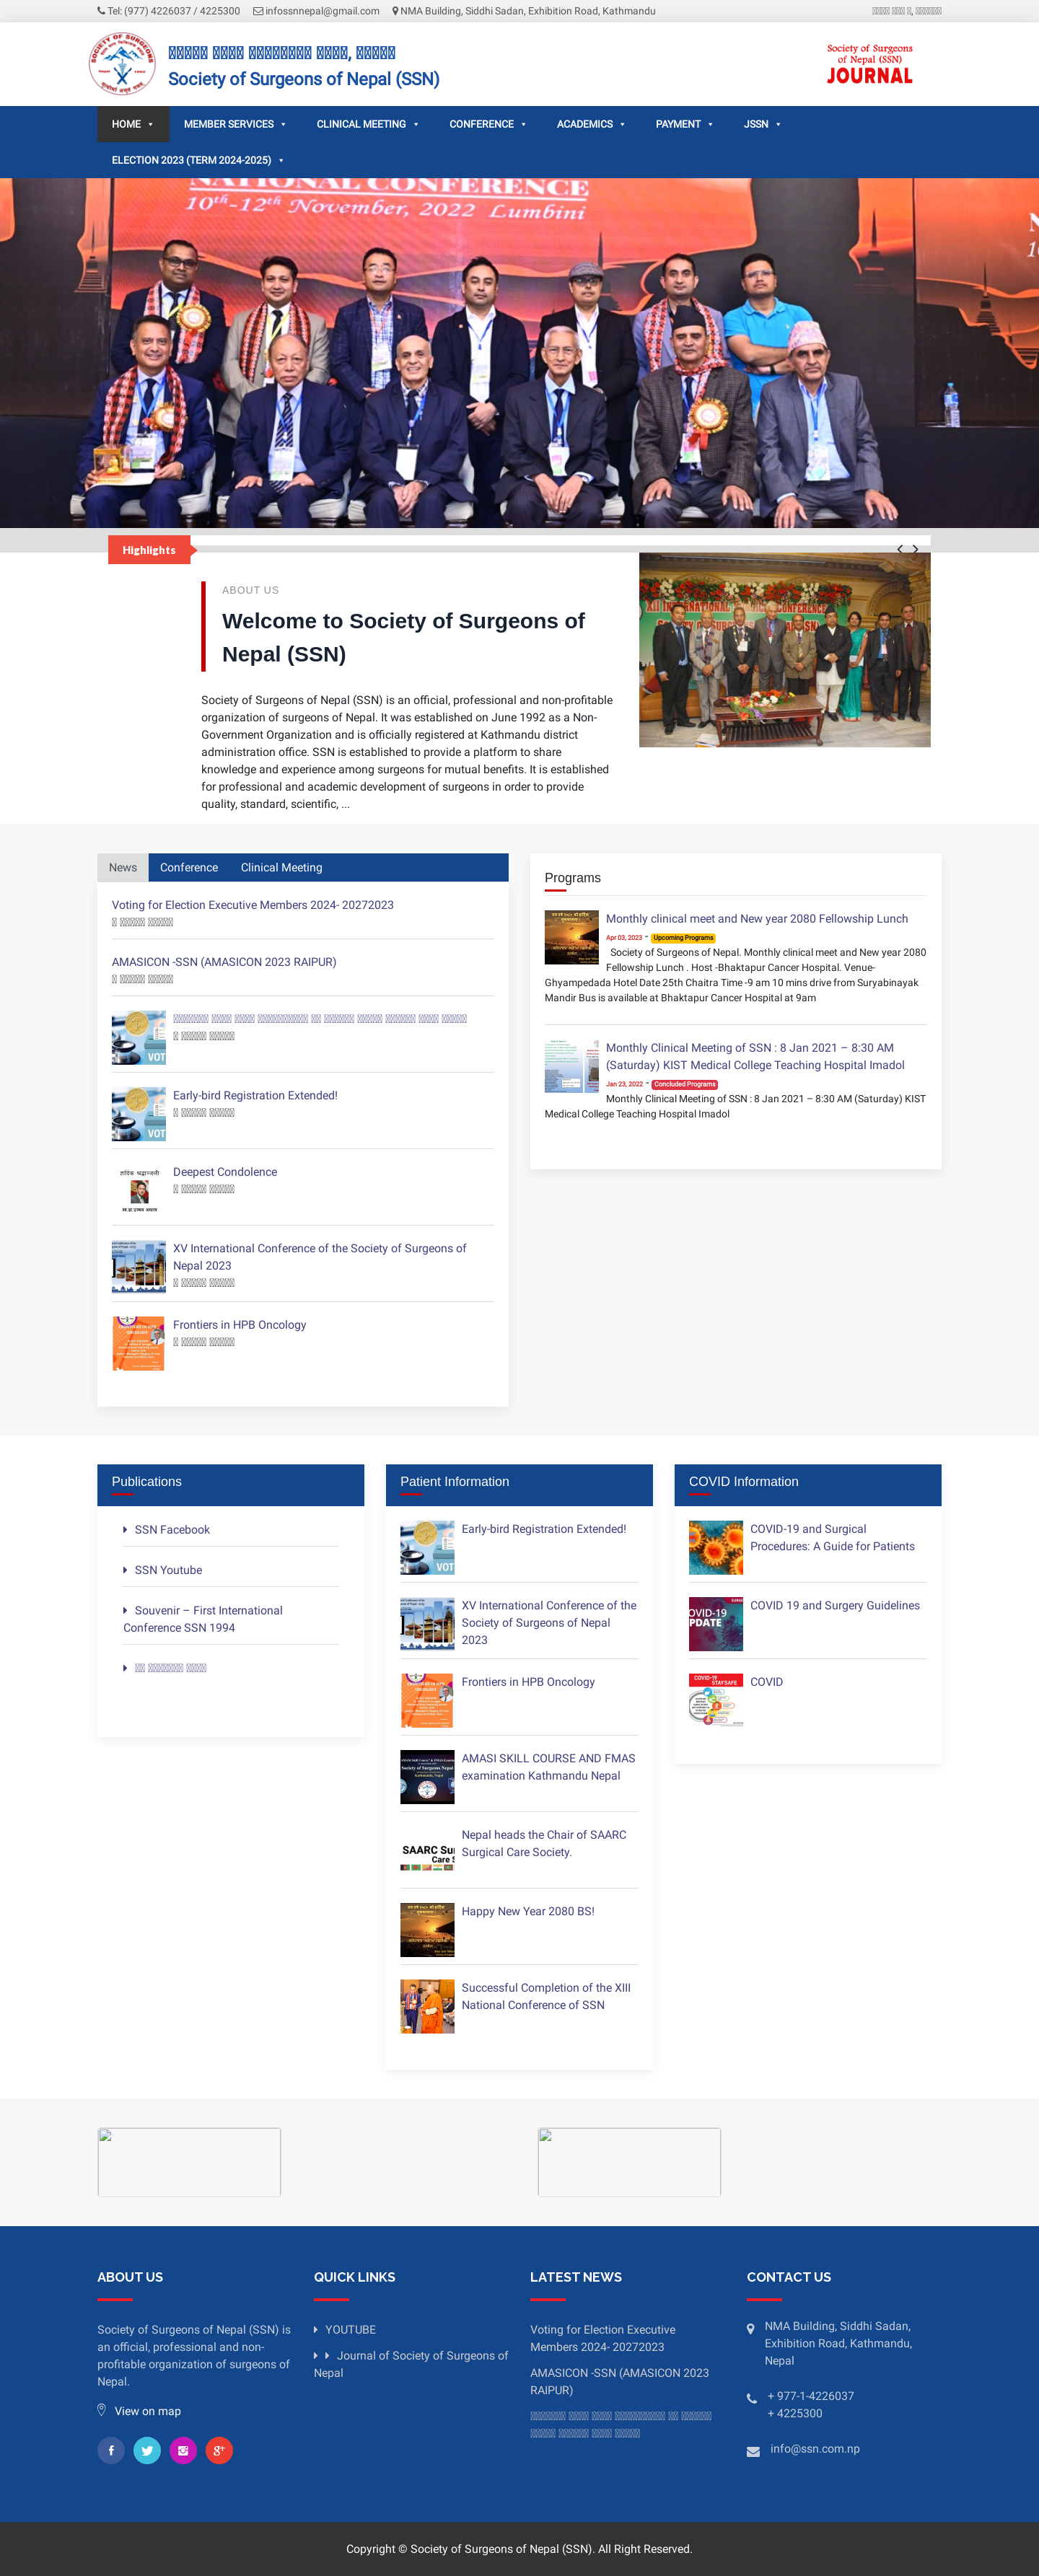 Tel: (977) 4226037 / 4225300 infossnnepal@gmail.com NMA Building, Siddhi Sadan, Exhibition Road, Kathmandu
Society of Surgeons of Nepal (SSN)
Society of Surgeons of
Nepal (SSN)
JOURNAL
HOME MEMBER SERVICES CLINICAL MEETING CONFERENCE ACADEMICS PAYMENT JSSN
ELECTION 2023 (TERM 2024-2025)
NATIONAL CONFERENCE
10th-12th November, 2022 Lumbini
Highlights
ABOUT US
Welcome to Society of Surgeons of
Nepal (SSN)
Society of Surgeons of Nepal (SSN) is an official, professional and non-profitable
organization of surgeons of Nepal. It was established on June 1992 as a Non-
Government Organization and is officially registered at Kathmandu district
administration office. SSN is established to provide a platform to share
knowledge and experience among surgeons for mutual benefits. It is established
for professional and academic development of surgeons in order to provide
quality, standard, scientific, ...
News Conference Clinical Meeting
Voting for Election Executive Members 2024- 20272023
AMASICON -SSN (AMASICON 2023 RAIPUR)
VOT
Early-bird Registration Extended!
VOT
Deepest Condolence
XV International Conference of the Society of Surgeons of
Nepal 2023
Frontiers in HPB Oncology
Programs
Monthly clinical meet and New year 2080 Fellowship Lunch
Apr 03, 2023 - Upcoming Programs
Society of Surgeons of Nepal. Monthly clinical meet and New year 2080
Fellowship Lunch . Host -Bhaktapur Cancer Hospital. Venue-
Ghyampedada Hotel Date 25th Chaitra Time -9 am 10 mins drive from Suryabinayak
Mandir Bus is available at Bhaktapur Cancer Hospital at 9am
Monthly Clinical Meeting of SSN : 8 Jan 2021 – 8:30 AM
(Saturday) KIST Medical College Teaching Hospital Imadol
Jan 23, 2022 - Concluded Programs
Monthly Clinical Meeting of SSN : 8 Jan 2021 – 8:30 AM (Saturday) KIST
Medical College Teaching Hospital Imadol
Publications
SSN Facebook
SSN Youtube
Souvenir – First International
Conference SSN 1994
Patient Information
Early-bird Registration Extended!
VOT
XV International Conference of the
Society of Surgeons of Nepal
2023
Frontiers in HPB Oncology
AMASI SKILL COURSE AND FMAS
examination Kathmandu Nepal
Nepal heads the Chair of SAARC
Surgical Care Society.
Happy New Year 2080 BS!
Successful Completion of the XIII
National Conference of SSN
COVID Information
COVID-19 and Surgical
Procedures: A Guide for Patients
COVID 19 and Surgery Guidelines
COVID
ABOUT US
Society of Surgeons of Nepal (SSN) is
an official, professional and non-
profitable organization of surgeons of
Nepal.
View on map
QUICK LINKS
YOUTUBE
Journal of Society of Surgeons of
Nepal
LATEST NEWS
Voting for Election Executive
Members 2024- 20272023
AMASICON -SSN (AMASICON 2023
RAIPUR)
CONTACT US
NMA Building, Siddhi Sadan,
Exhibition Road, Kathmandu,
Nepal
+ 977-1-4226037
+ 4225300
info@ssn.com.np
Copyright © Society of Surgeons of Nepal (SSN). All Right Reserved.